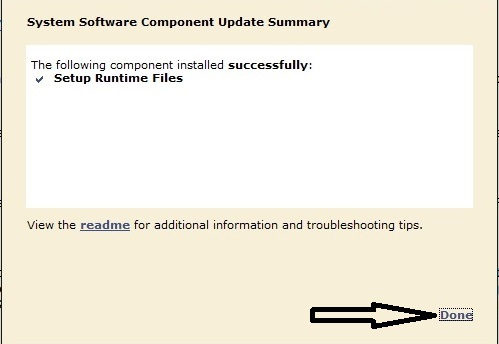 System Software Component Update Summary
The following component installed successfully:
Setup Runtime Files
View the readme for additional information and troubleshooting tips.
Done